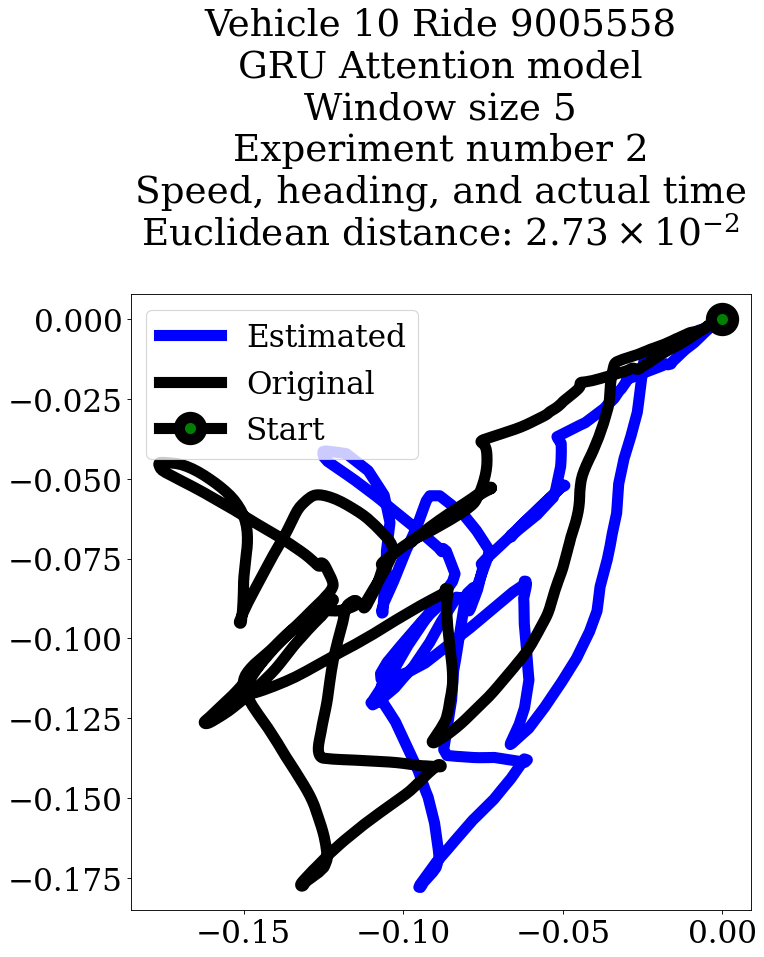 Vehicle 10 Ride 9005558
GRU Attention model
Window size 5
Experiment number 2
Speed, heading, and actual time
Euclidean distance: 2.73 × 10⁻²
Estimated
Original
Start
0.000
−0.025
−0.050
−0.075
−0.100
−0.125
−0.150
−0.175
−0.15
−0.10
−0.05
0.00